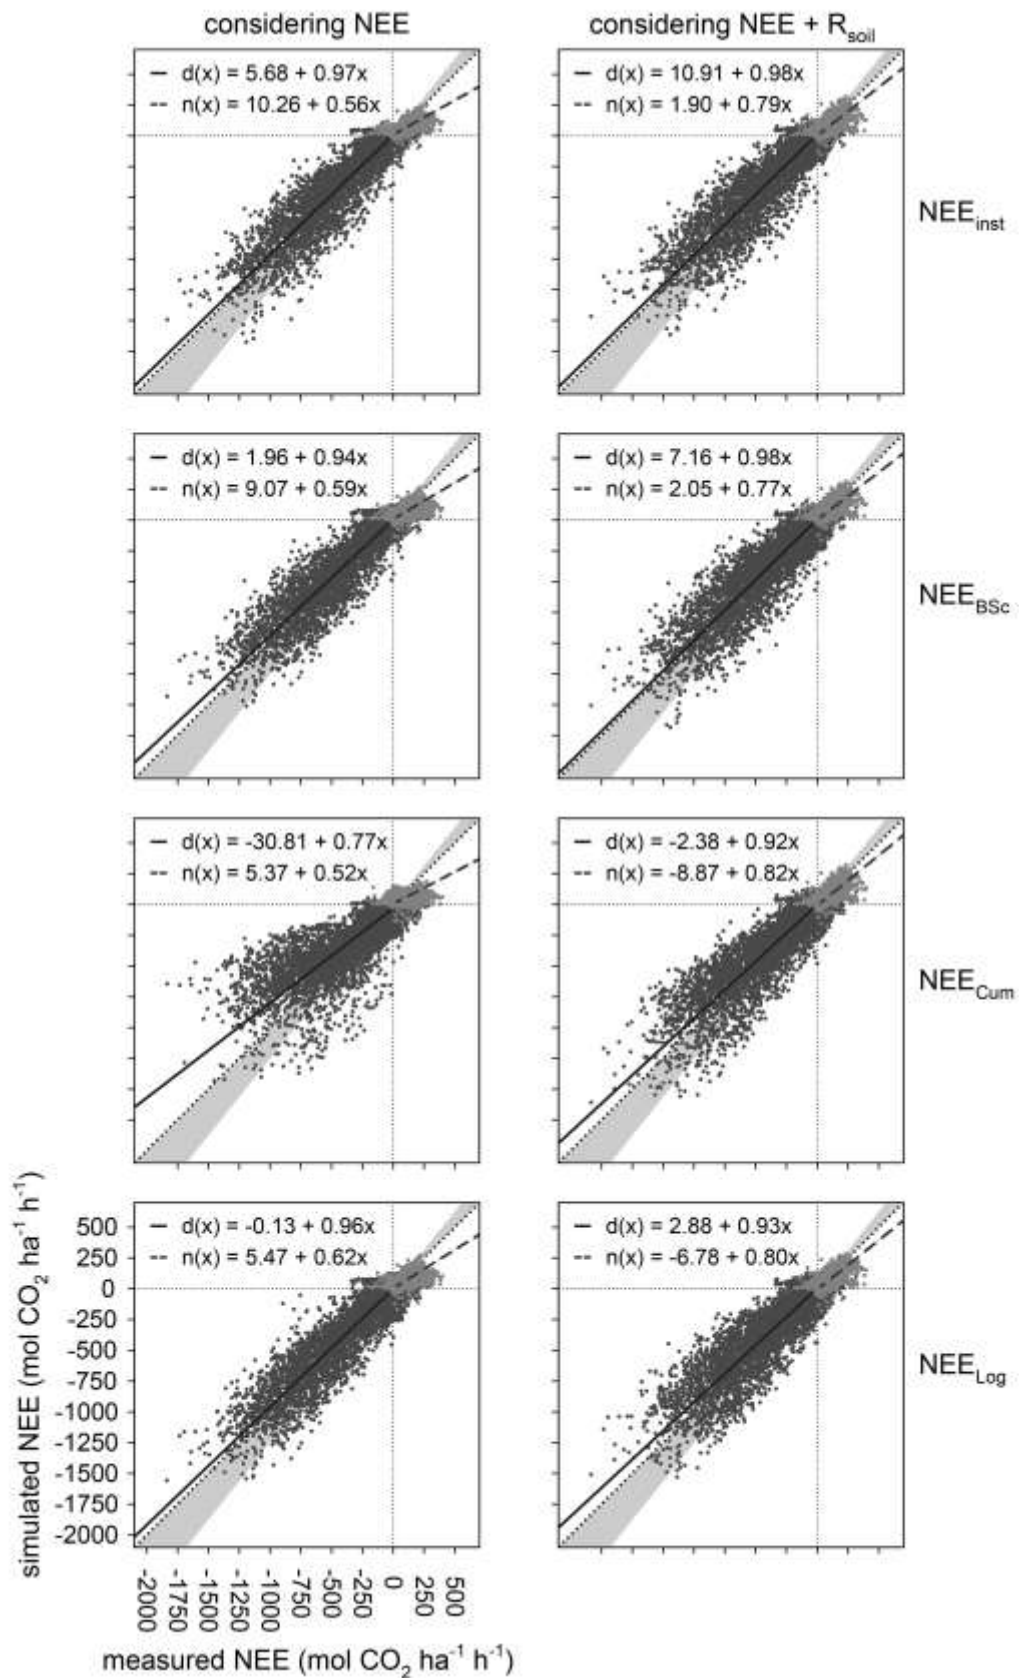 considering NEE
considering NEE + R_soil
d(x) = 5.68 + 0.97x
n(x) = 10.26 + 0.56x
d(x) = 10.91 + 0.98x
n(x) = 1.90 + 0.79x
NEE_inst
d(x) = 1.96 + 0.94x
n(x) = 9.07 + 0.59x
d(x) = 7.16 + 0.98x
n(x) = 2.05 + 0.77x
NEE_BSc
d(x) = -30.81 + 0.77x
n(x) = 5.37 + 0.52x
d(x) = -2.38 + 0.92x
n(x) = -8.87 + 0.82x
NEE_Cum
d(x) = -0.13 + 0.96x
n(x) = 5.47 + 0.62x
d(x) = 2.88 + 0.93x
n(x) = -6.78 + 0.80x
NEE_Log
simulated NEE (mol CO₂ ha⁻¹ h⁻¹)
500
250
0
-250
-500
-750
-1000
-1250
-1500
-1750
-2000
-2000
-1750
-1500
-1250
-1000
-750
-500
-250
0
250
500
measured NEE (mol CO₂ ha⁻¹ h⁻¹)